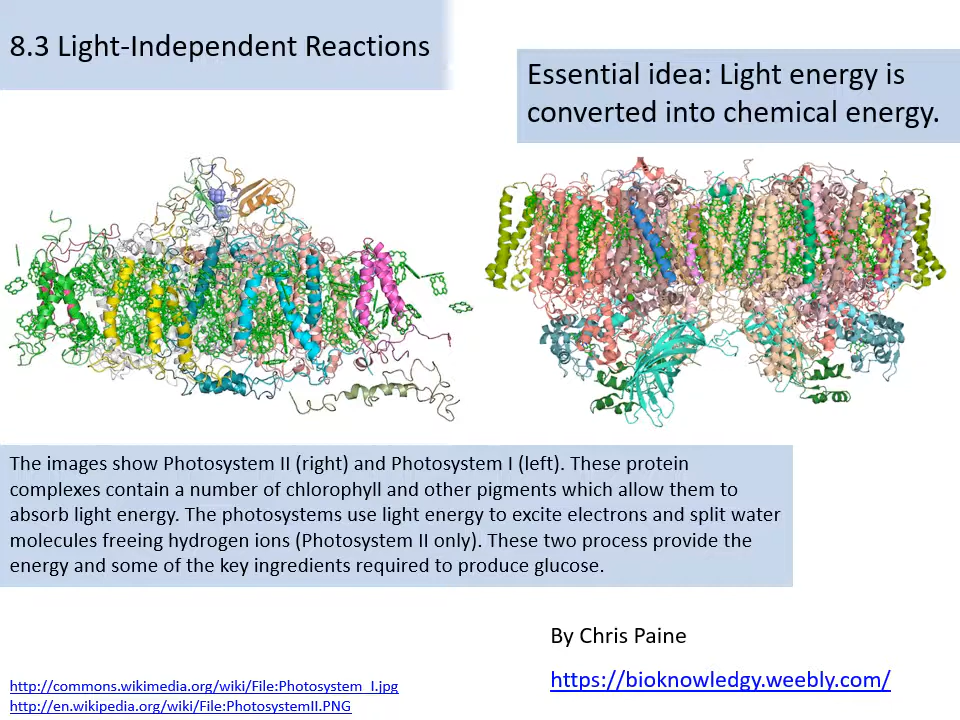 8.3 Light-Independent Reactions
Essential idea: Light energy is
converted into chemical energy.
The images show Photosystem II (right) and Photosystem I (left). These protein
complexes contain a number of chlorophyll and other pigments which allow them to
absorb light energy. The photosystems use light energy to excite electrons and split water
molecules freeing hydrogen ions (Photosystem II only). These two process provide the
energy and some of the key ingredients required to produce glucose.
By Chris Paine
https://bioknowledgy.weebly.com/
http://commons.wikimedia.org/wiki/File:Photosystem_I.jpg
http://en.wikipedia.org/wiki/File:PhotosystemII.PNG